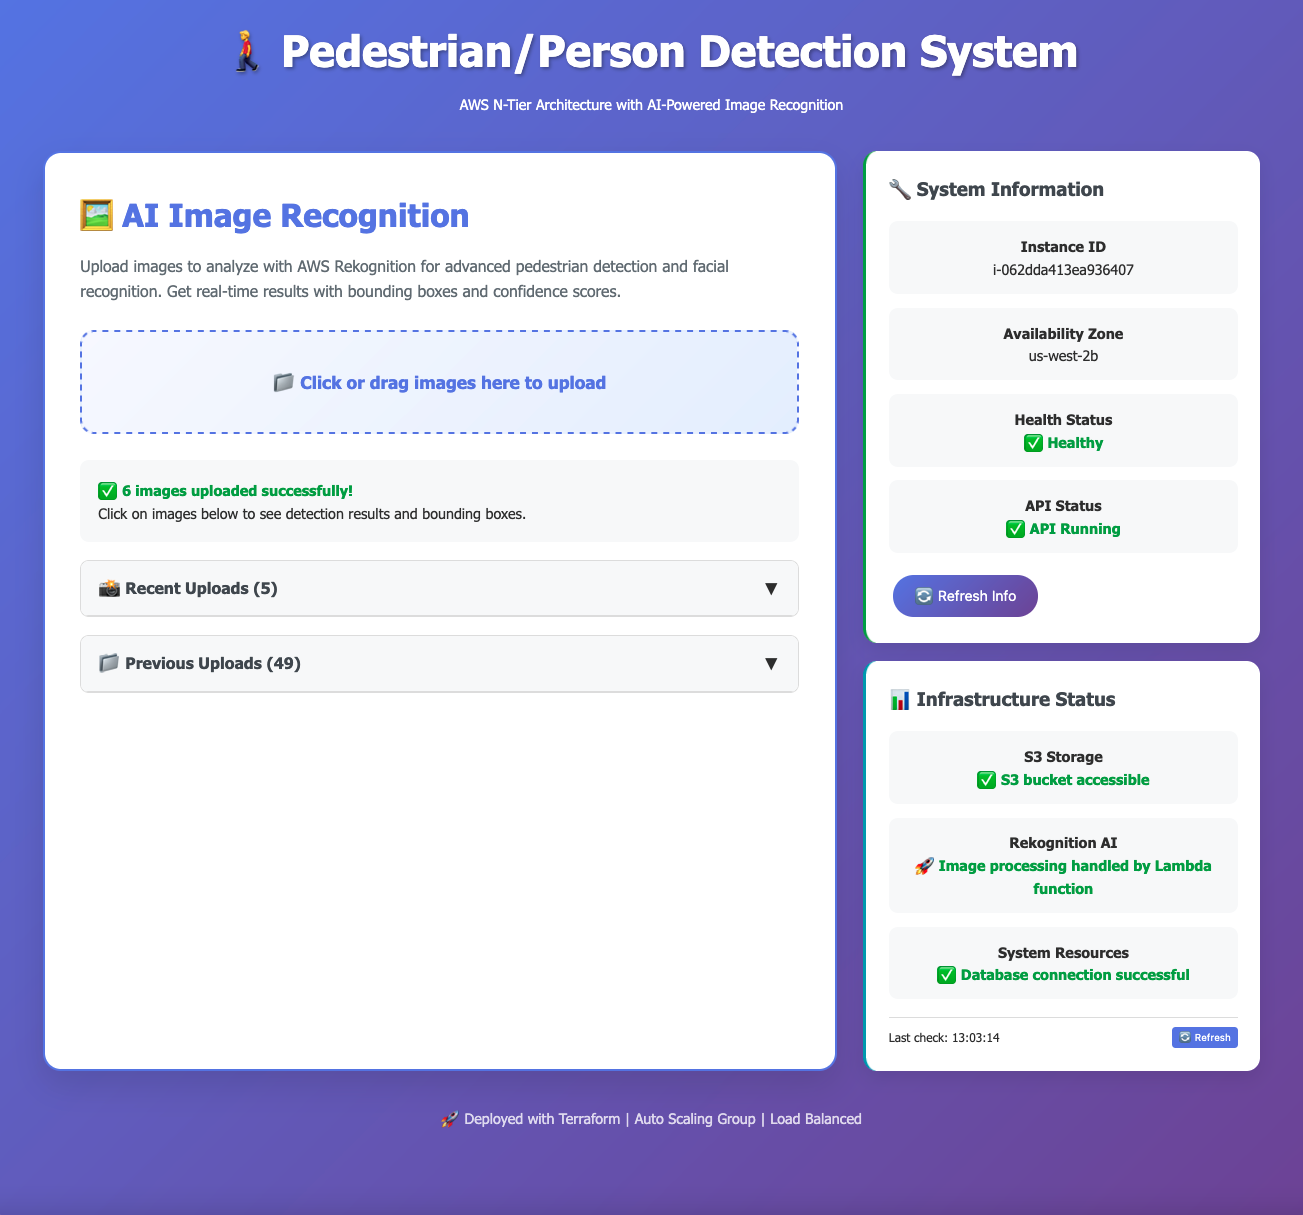 Pedestrian/Person Detection System
AWS N-Tier Architecture with AI-Powered Image Recognition
AI Image Recognition
Upload images to analyze with AWS Rekognition for advanced pedestrian detection and facial
recognition. Get real-time results with bounding boxes and confidence scores.
Click or drag images here to upload
6 images uploaded successfully!
Click on images below to see detection results and bounding boxes.
Recent Uploads (5)
Previous Uploads (49)
System Information
Instance ID
i-062dda413ea936407
Availability Zone
us-west-2b
Health Status
Healthy
API Status
API Running
Refresh Info
Infrastructure Status
S3 Storage
S3 bucket accessible
Rekognition AI
Image processing handled by Lambda
function
System Resources
Database connection successful
Last check: 13:03:14
Refresh
Deployed with Terraform | Auto Scaling Group | Load Balanced